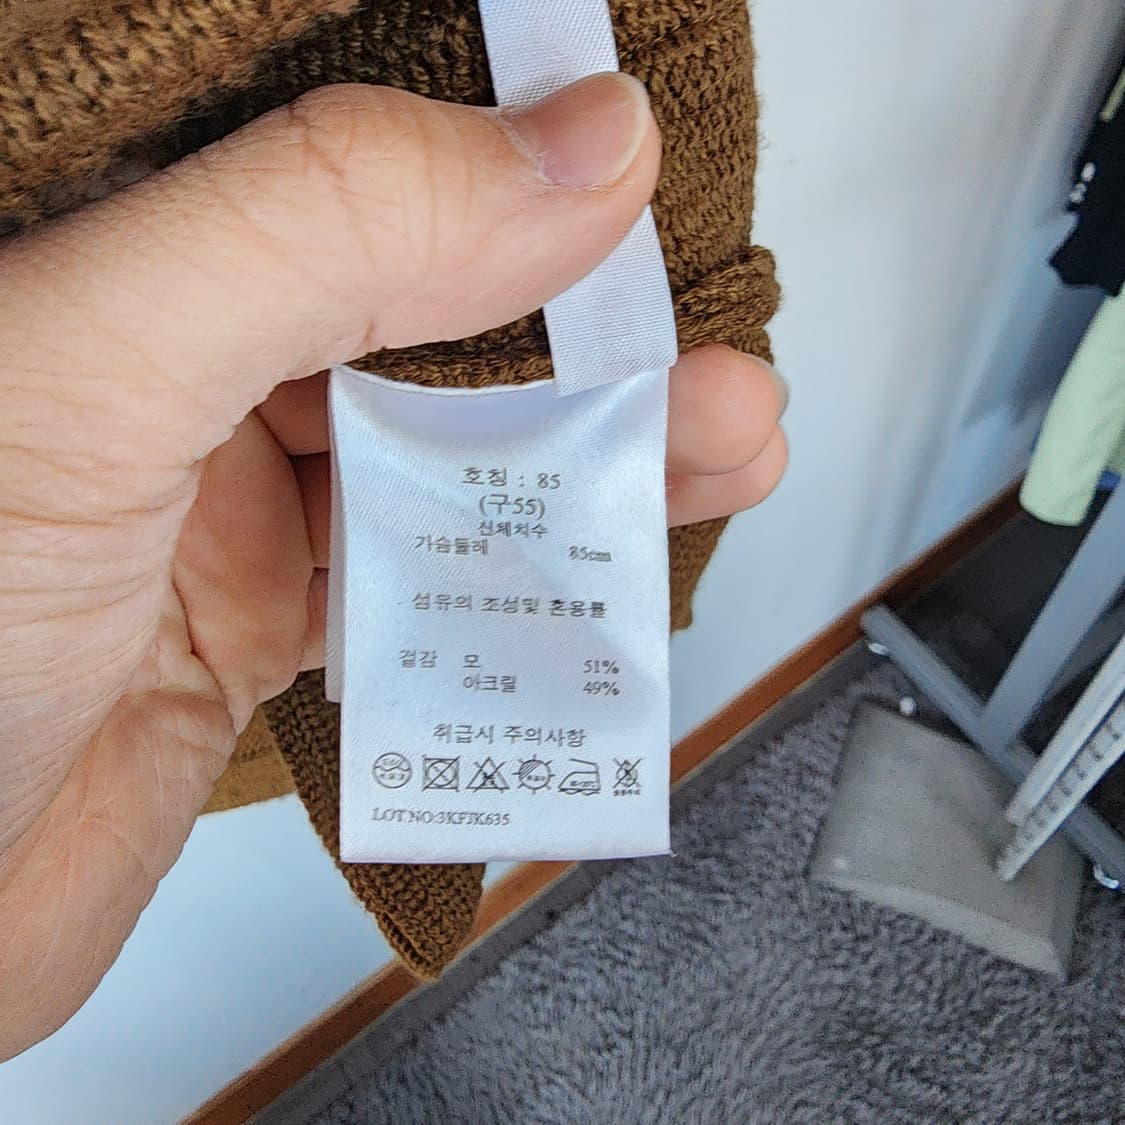 호칭 : 85
(구55)
신체치수
가슴둘레 85cm
섬유의 조성및 혼용률
겉감 모 51%
아크릴 49%
취급시 주의사항
LOT NO:3KFJK635